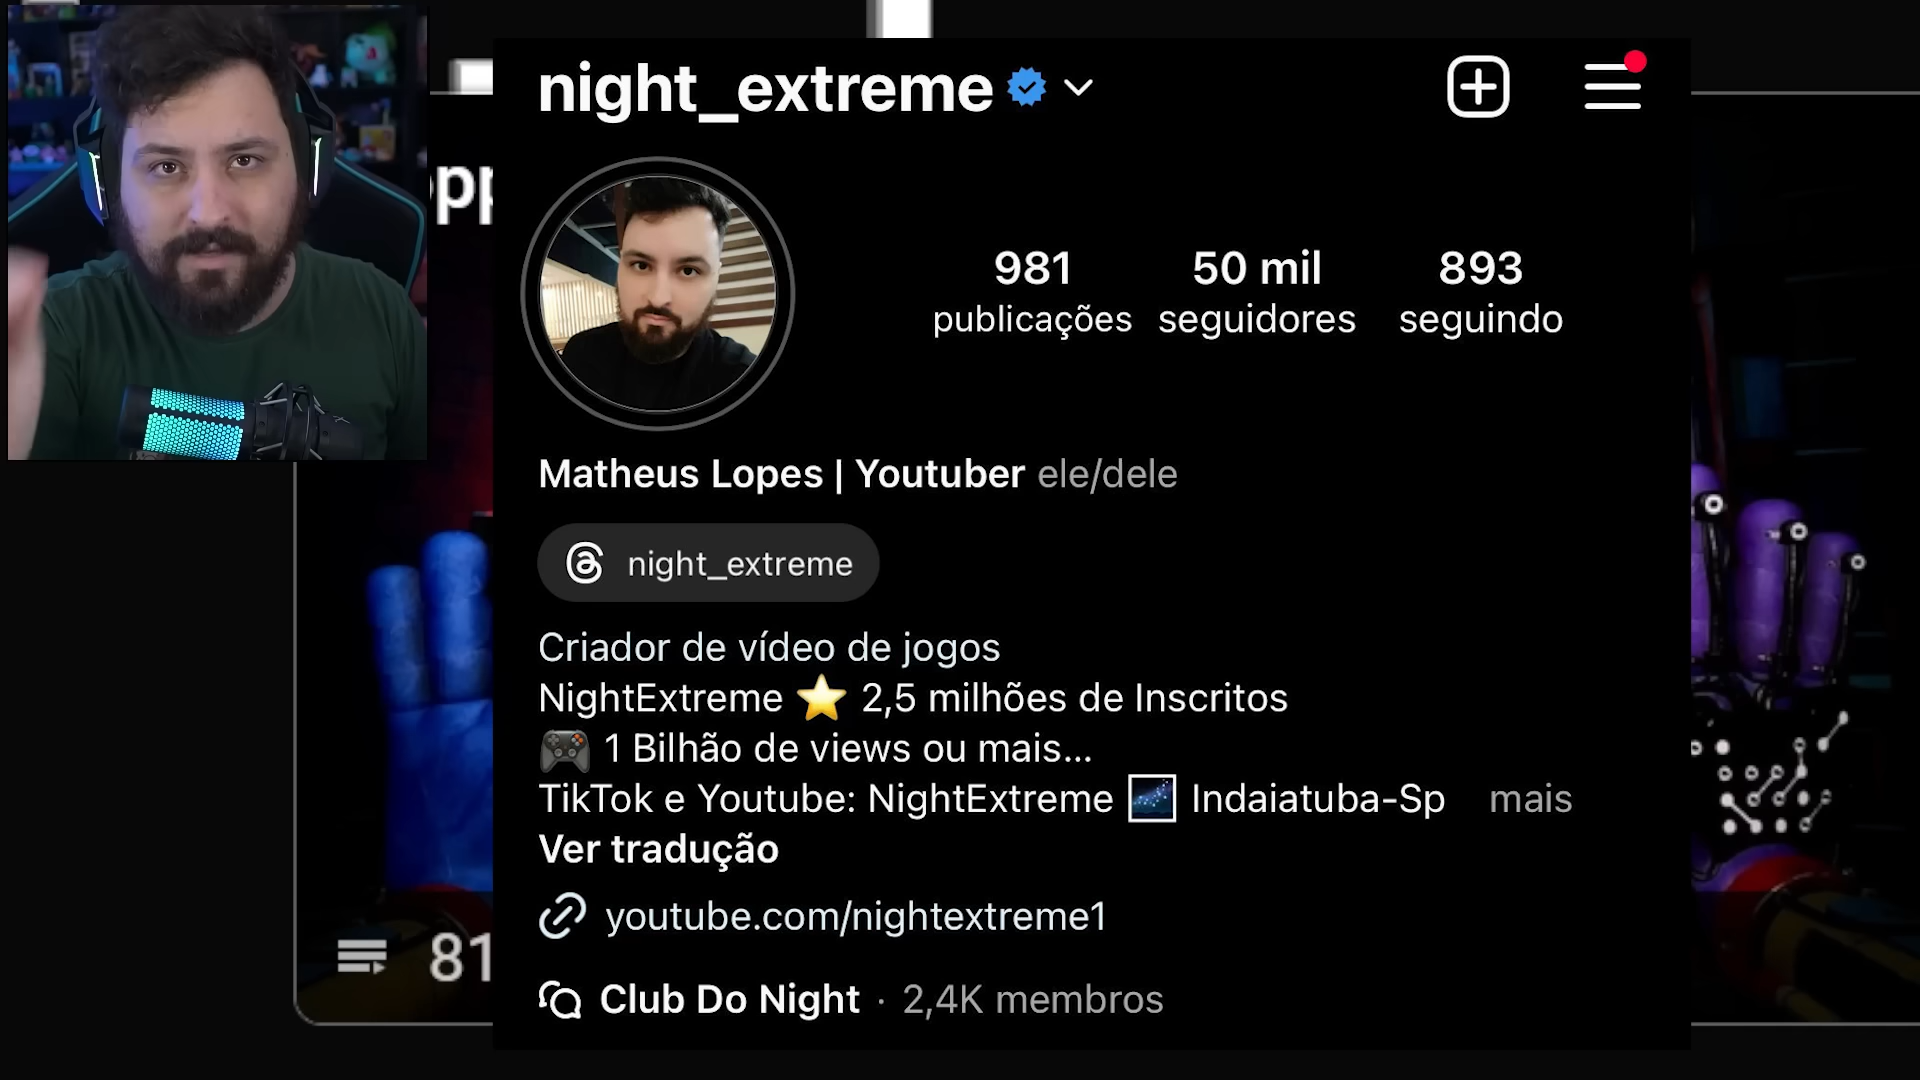 night_extreme
pp
981 50 mil 893
publicações seguidores seguindo
Matheus Lopes | Youtuber ele/dele
night_extreme
Criador de vídeo de jogos
NightExtreme ⭐ 2,5 milhões de Inscritos
🎮 1 Bilhão de views ou mais...
TikTok e Youtube: NightExtreme 🌌 Indaiatuba-Sp mais
Ver tradução
youtube.com/nightextreme1
81
Club Do Night · 2,4K membros